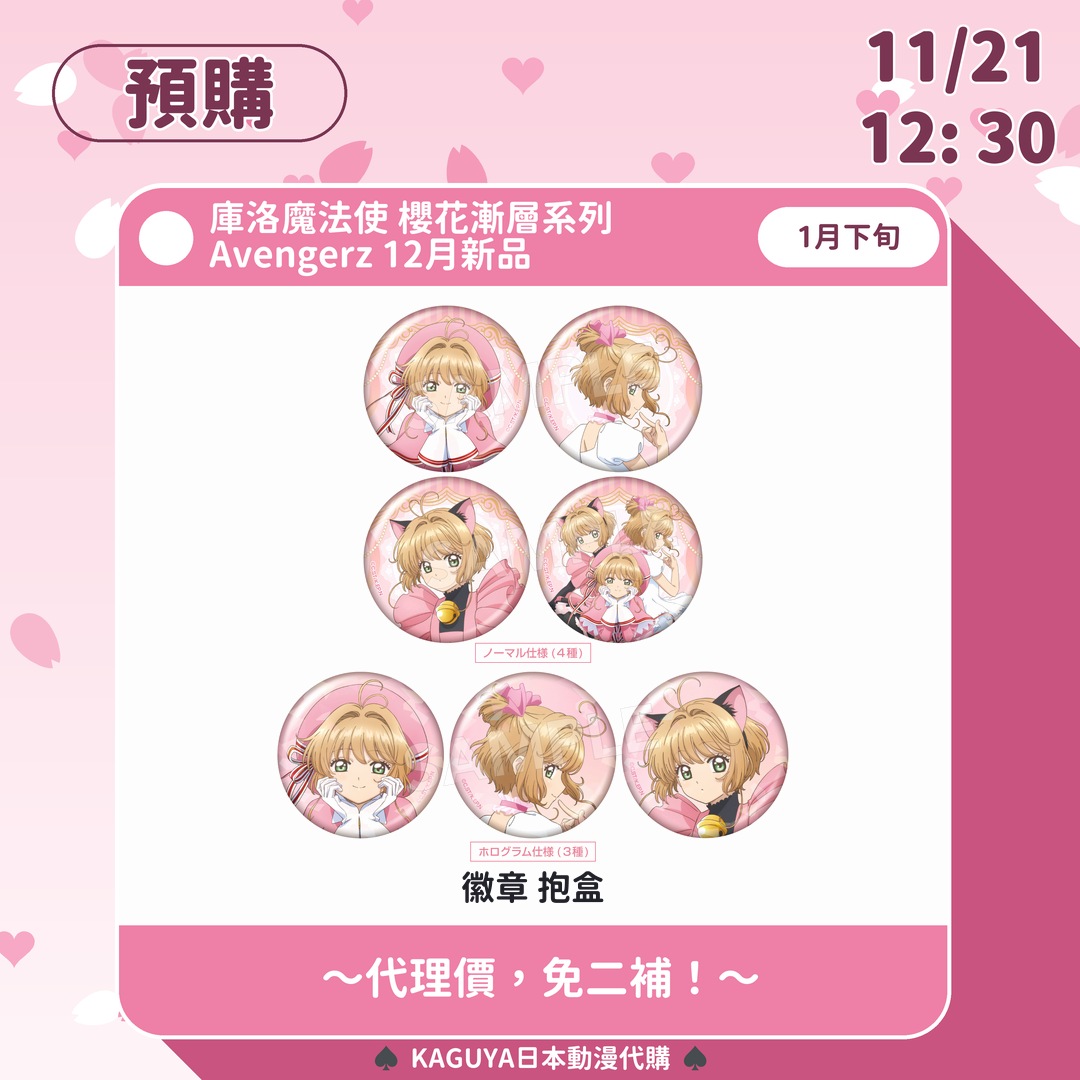 預購
11/21
12: 30
庫洛魔法使 櫻花漸層系列
Avengerz 12月新品
1月下旬
ノーマル仕様(4種)
SAMPLE
ホログラム仕様(3種)
徽章 抱盒
～代理價，免二補！～
♠ KAGUYA日本動漫代購 ♠